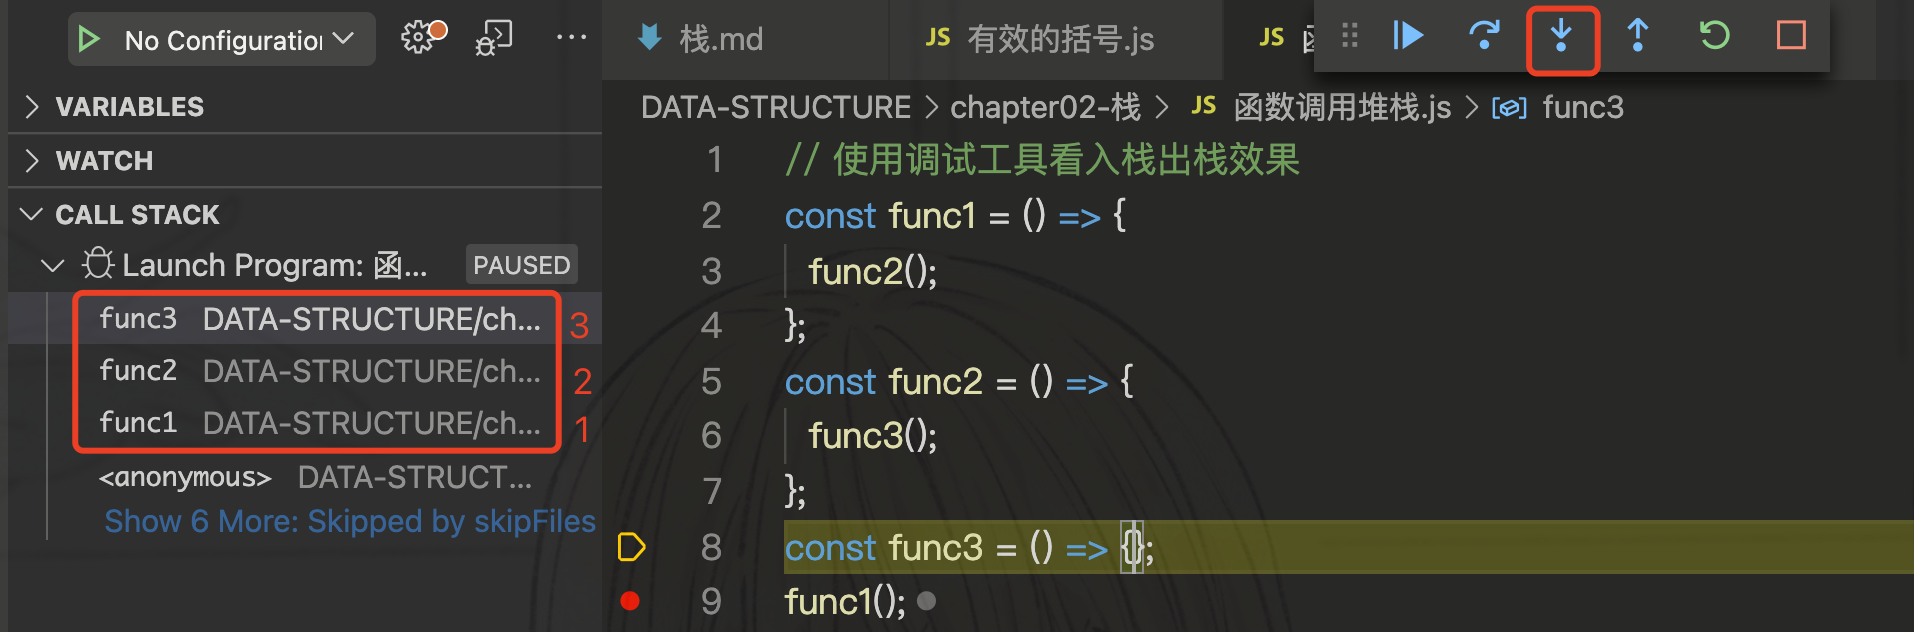 No Configuration
栈.md
JS 有效的括号.js
JS
VARIABLES
WATCH
CALL STACK
Launch Program: 函...
PAUSED
func3 DATA-STRUCTURE/ch... 3
func2 DATA-STRUCTURE/ch... 2
func1 DATA-STRUCTURE/ch... 1
<anonymous> DATA-STRUCT...
Show 6 More: Skipped by skipFiles
DATA-STRUCTURE > chapter02-栈 > JS 函数调用堆栈.js > func3
1 // 使用调试工具看入栈出栈效果
2 const func1 = () => {
3 func2();
4 };
5 const func2 = () => {
6 func3();
7 };
8 const func3 = () => {};
9 func1();